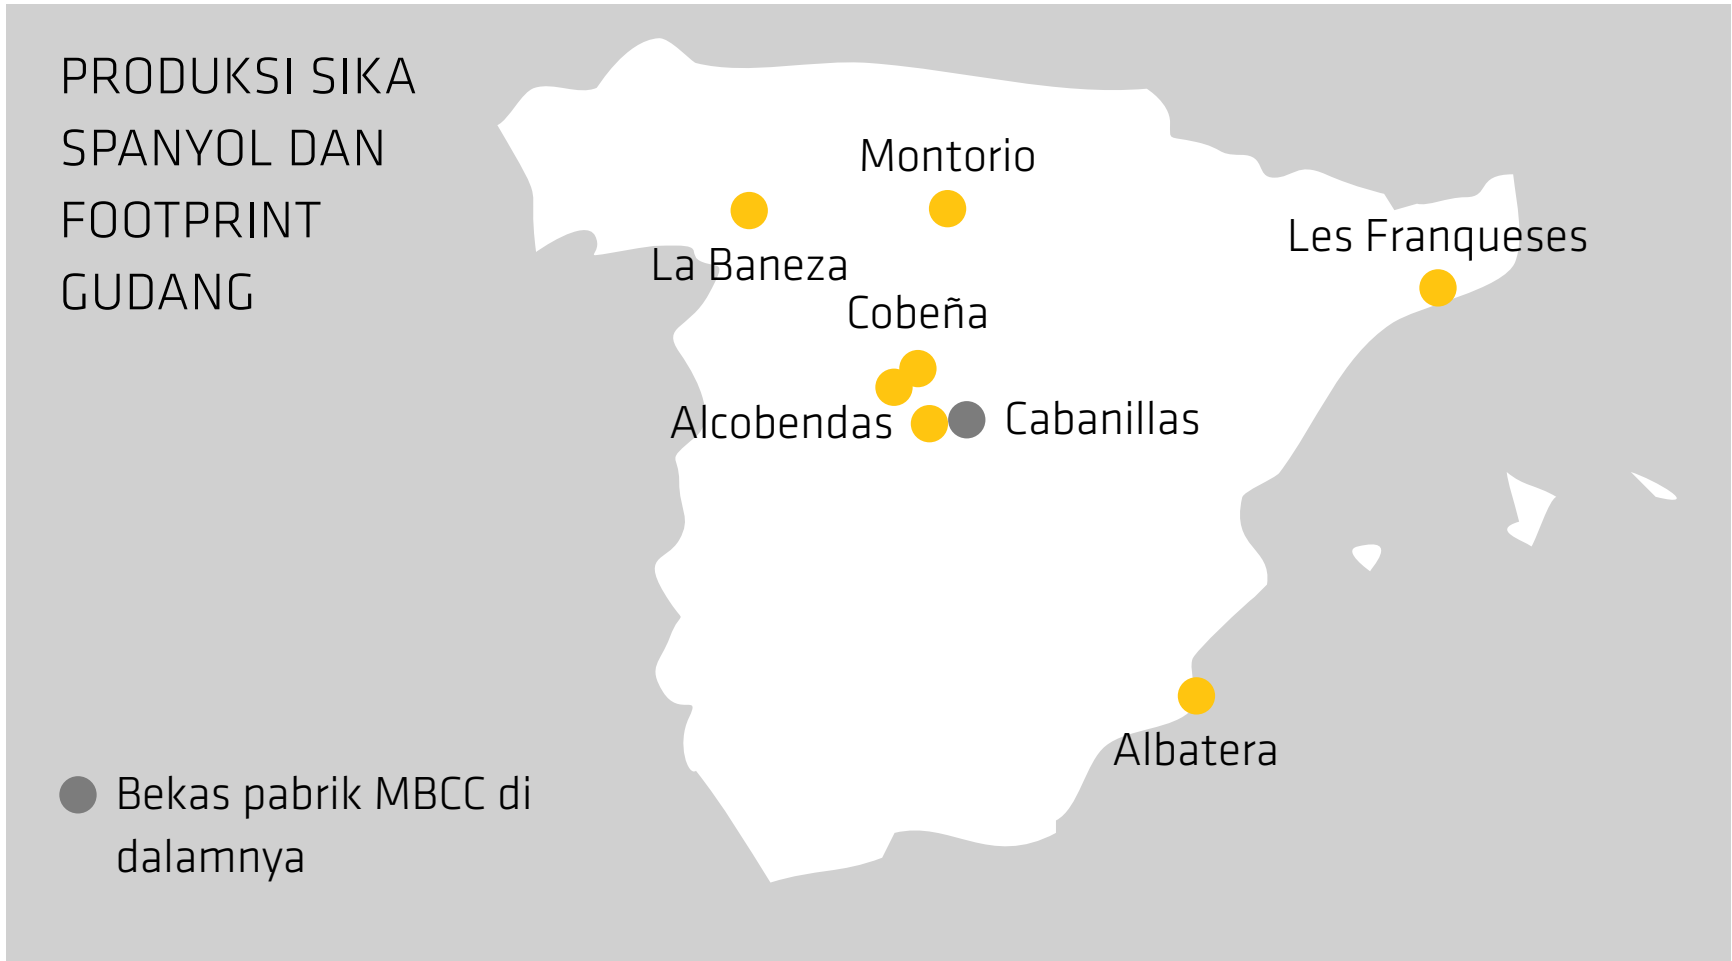 PRODUKSI SIKA
SPANYOL DAN
FOOTPRINT
GUDANG
Montorio
La Baneza
Les Franqueses
Cobeña
Alcobendas
Cabanillas
Albatera
Bekas pabrik MBCC di
dalamnya